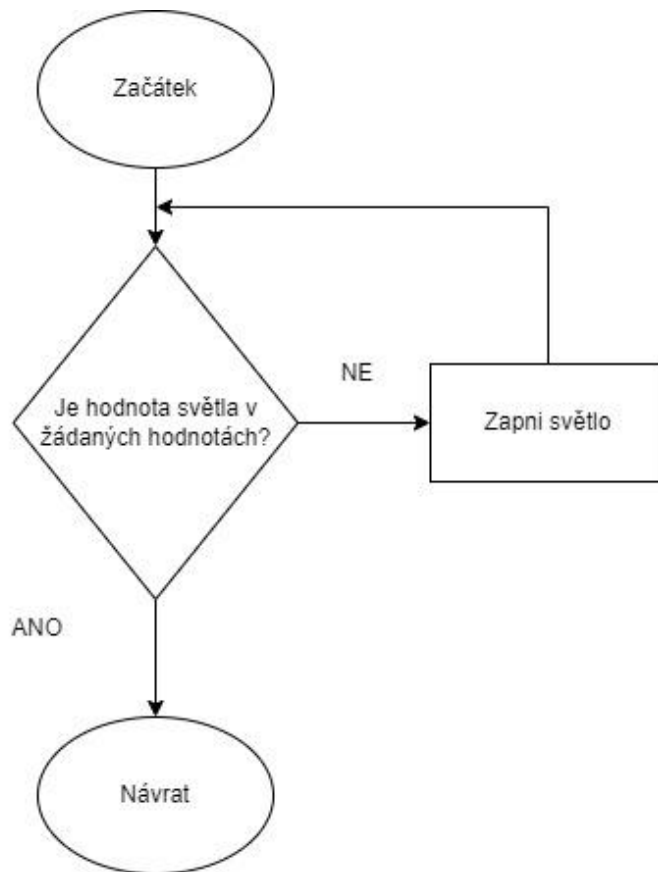 Začátek
NE
Je hodnota světla v
žádaných hodnotách?
Zapni světlo
ANO
Návrat